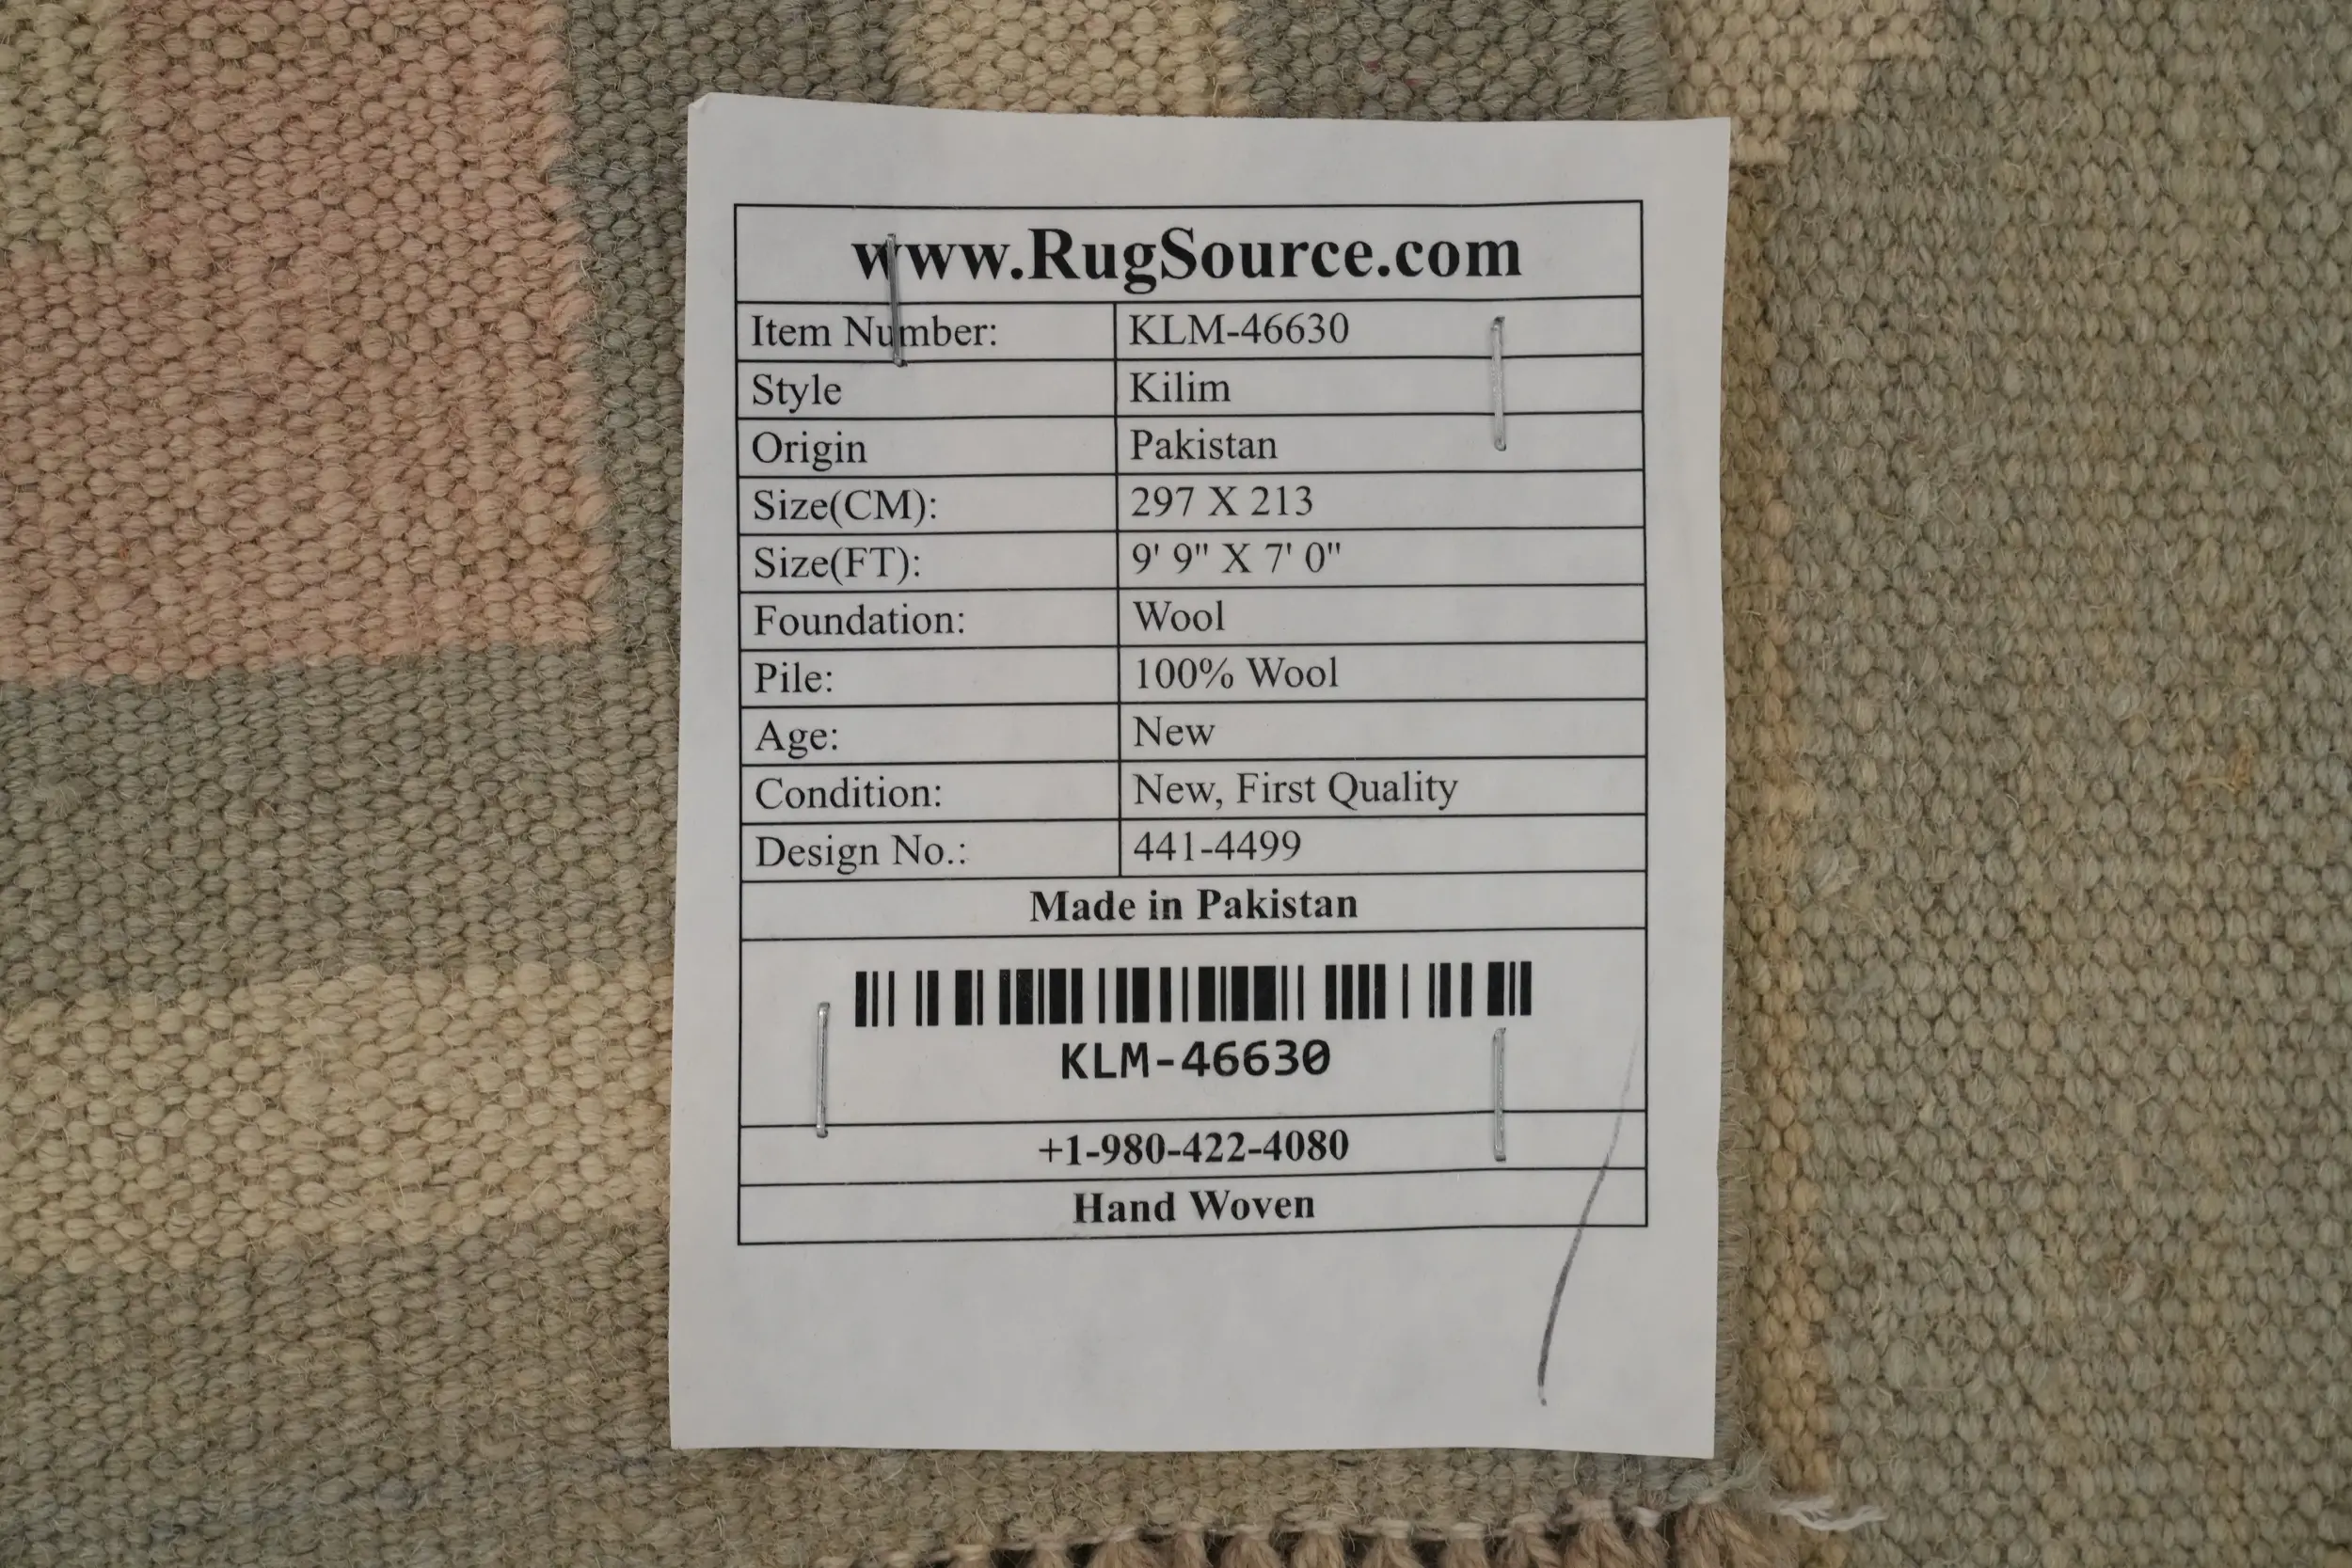 www.RugSource.com
Item Number: KLM-46630
Style Kilim
Origin Pakistan
Size(CM): 297 X 213
Size(FT): 9' 9" X 7' 0"
Foundation: Wool
Pile: 100% Wool
Age: New
Condition: New, First Quality
Design No.: 441-4499
Made in Pakistan
KLM-46630
+1-980-422-4080
Hand Woven